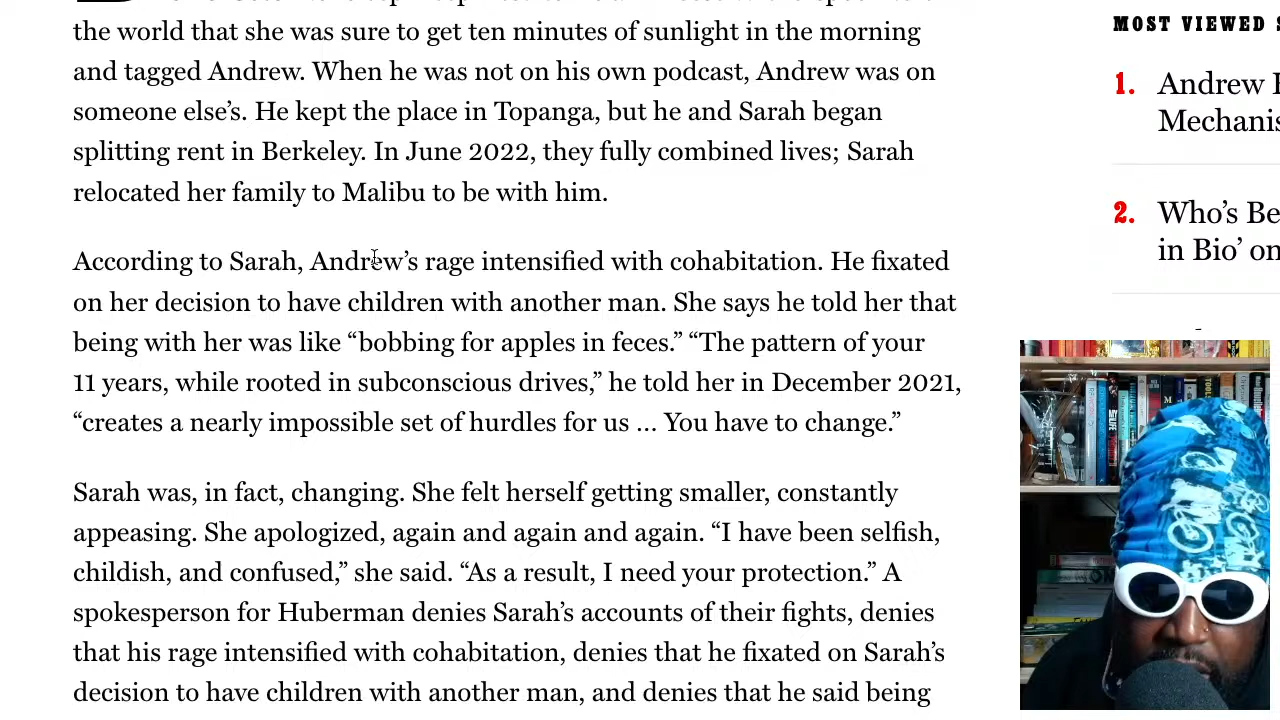 the world that she was sure to get ten minutes of sunlight in the morning
and tagged Andrew. When he was not on his own podcast, Andrew was on
someone else’s. He kept the place in Topanga, but he and Sarah began
splitting rent in Berkeley. In June 2022, they fully combined lives; Sarah
relocated her family to Malibu to be with him.
According to Sarah, Andrew’s rage intensified with cohabitation. He fixated
on her decision to have children with another man. She says he told her that
being with her was like “bobbing for apples in feces.” “The pattern of your
11 years, while rooted in subconscious drives,” he told her in December 2021,
“creates a nearly impossible set of hurdles for us … You have to change.”
Sarah was, in fact, changing. She felt herself getting smaller, constantly
appeasing. She apologized, again and again and again. “I have been selfish,
childish, and confused,” she said. “As a result, I need your protection.” A
spokesperson for Huberman denies Sarah’s accounts of their fights, denies
that his rage intensified with cohabitation, denies that he fixated on Sarah’s
decision to have children with another man, and denies that he said being
MOST VIEWED
1. Andrew
Mechanis
2. Who’s Be
in Bio’ on